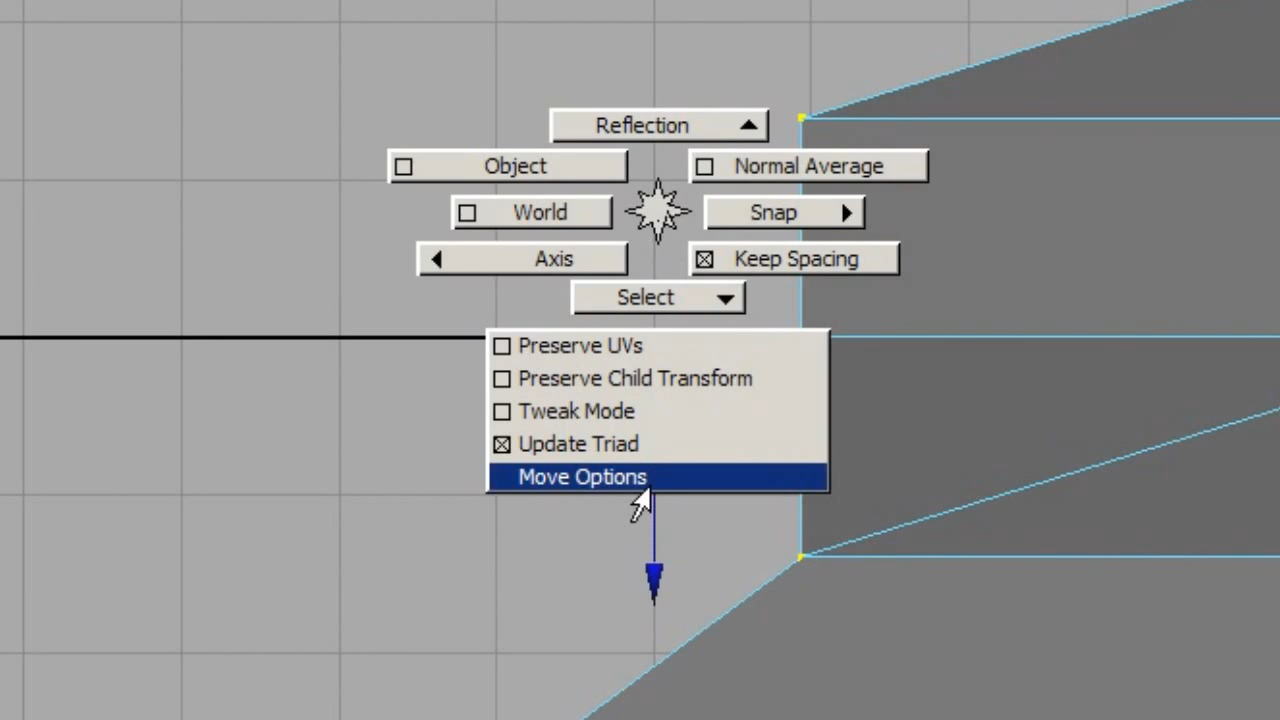 Reflection
Object
Normal Average
World
Snap
Axis
Keep Spacing
Select
Preserve UVs
Preserve Child Transform
Tweak Mode
Update Triad
Move Options